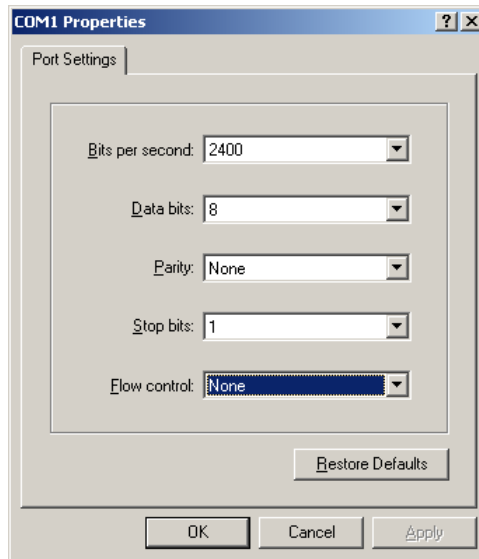 COM1 Properties
Port Settings
Bits per second: 2400
Data bits: 8
Parity: None
Stop bits: 1
Flow control: None
Restore Defaults
OK Cancel Apply